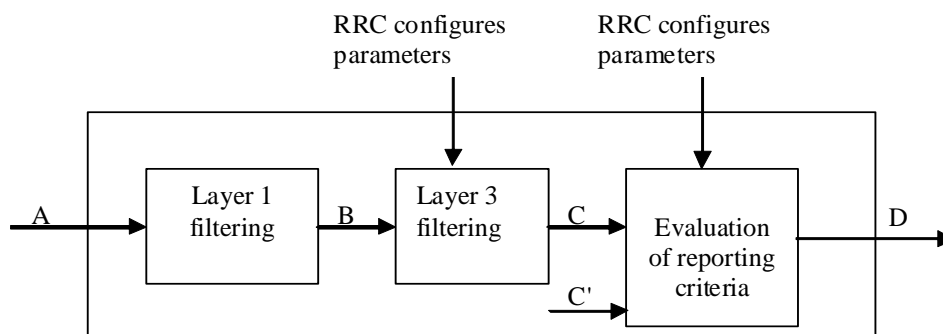 RRC configures
parameters
RRC configures
parameters
Layer 1
filtering
Layer 3
filtering
Evaluation
of reporting
criteria
A
B
C
C'
D